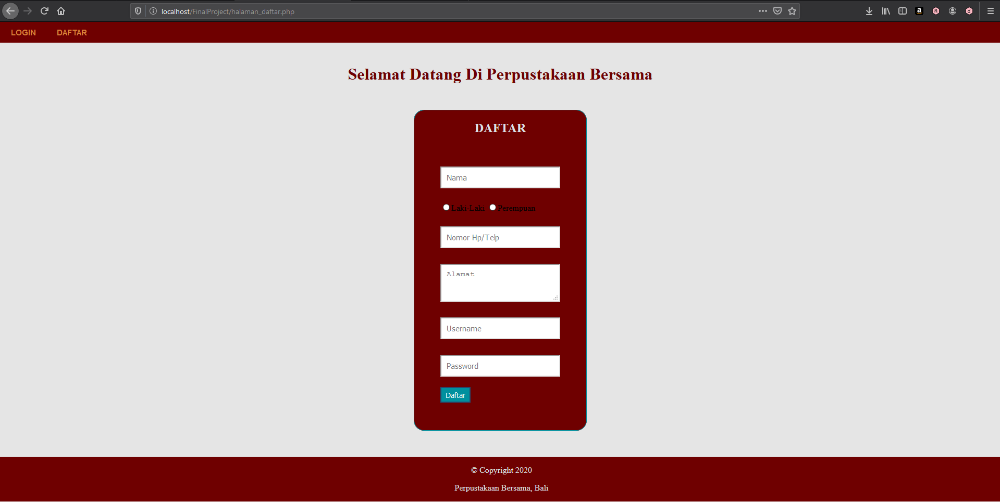 localhost/FinalProject/halaman_daftar.php
LOGIN DAFTAR
Selamat Datang Di Perpustakaan Bersama
DAFTAR
Nama
Laki-Laki Perempuan
Nomor Hp/Telp
Alamat
Username
Password
Daftar
© Copyright 2020
Perpustakaan Bersama, Bali